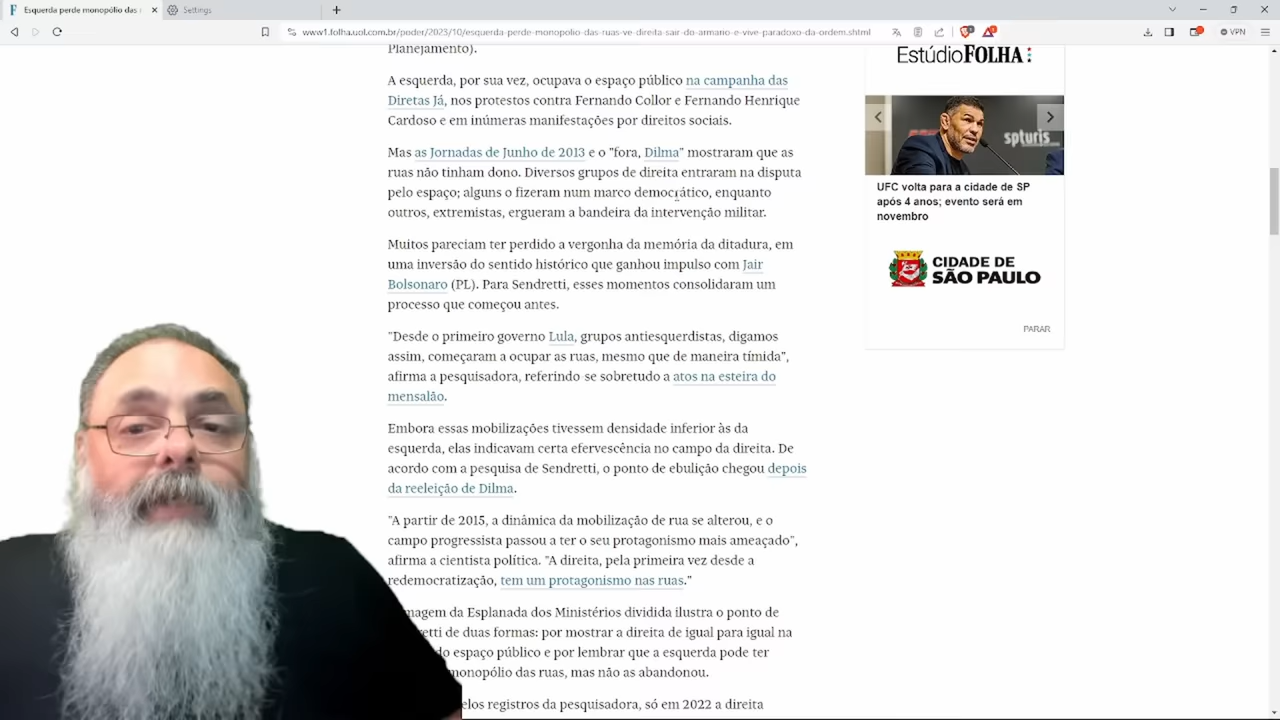 Esquerda perde monopólio das r
Settings
www1.folha.uol.com.br/poder/2023/10/esquerda-perde-monopolio-das-ruas-ve-direita-sair-do-armario-e-vive-paradoxo-da-ordem.shtml
VPN
Planejamento).
A esquerda, por sua vez, ocupava o espaço público na campanha das
Diretas Já, nos protestos contra Fernando Collor e Fernando Henrique
Cardoso e em inúmeras manifestações por direitos sociais.
Mas as Jornadas de Junho de 2013 e o "fora, Dilma" mostraram que as
ruas não tinham dono. Diversos grupos de direita entraram na disputa
pelo espaço; alguns o fizeram num marco democrático, enquanto
outros, extremistas, ergueram a bandeira da intervenção militar.
Muitos pareciam ter perdido a vergonha da memória da ditadura, em
uma inversão do sentido histórico que ganhou impulso com Jair
Bolsonaro (PL). Para Sendretti, esses momentos consolidaram um
processo que começou antes.
"Desde o primeiro governo Lula, grupos antiesquerdistas, digamos
assim, começaram a ocupar as ruas, mesmo que de maneira tímida",
afirma a pesquisadora, referindo-se sobretudo a atos na esteira do
mensalão.
Embora essas mobilizações tivessem densidade inferior às da
esquerda, elas indicavam certa efervescência no campo da direita. De
acordo com a pesquisa de Sendretti, o ponto de ebulição chegou depois
da reeleição de Dilma.
"A partir de 2015, a dinâmica da mobilização de rua se alterou, e o
campo progressista passou a ter o seu protagonismo mais ameaçado",
afirma a cientista política. "A direita, pela primeira vez desde a
redemocratização, tem um protagonismo nas ruas."
magem da Esplanada dos Ministérios dividida ilustra o ponto de
retti de duas formas: por mostrar a direita de igual para igual na
do espaço público e por lembrar que a esquerda pode ter
monopólio das ruas, mas não as abandonou.
elos registros da pesquisadora, só em 2022 a direita
EstúdioFOLHA:
spturis
UFC volta para a cidade de SP
após 4 anos; evento será em
novembro
CIDADE DE
SÃO PAULO
PARAR